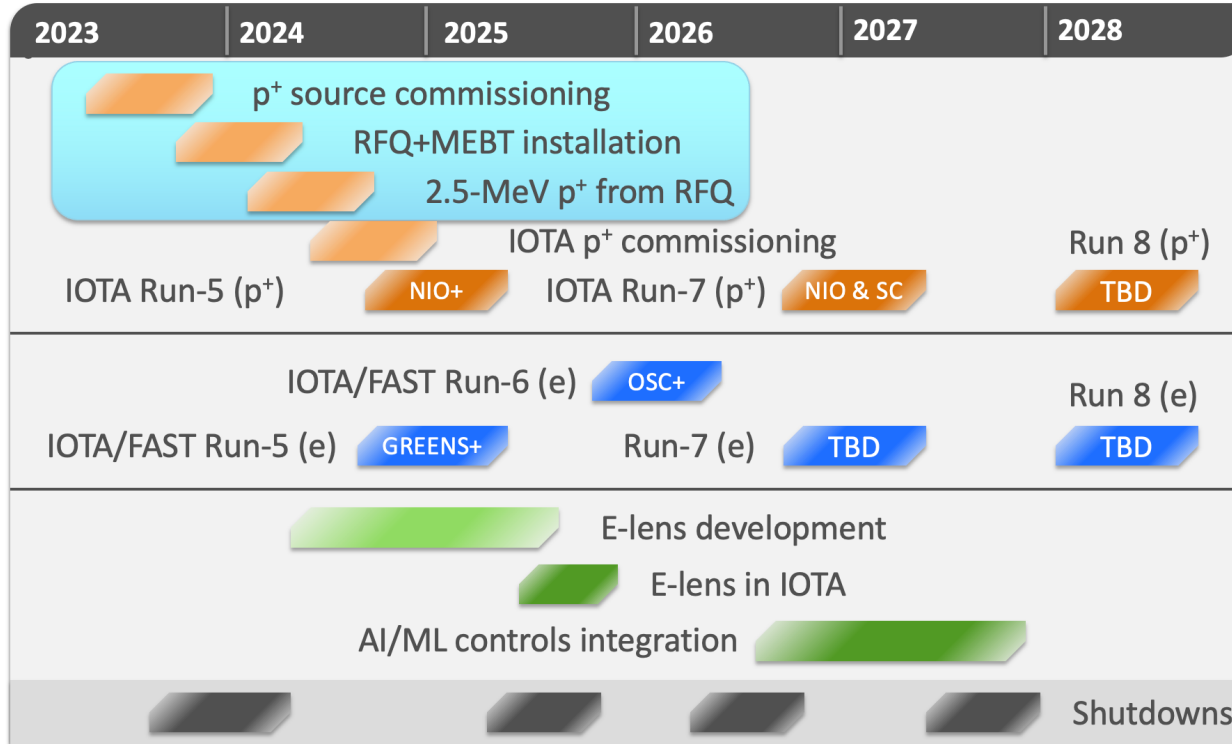 2023 2024 2025 2026 2027 2028
p⁺ source commissioning
RFQ+MEBT installation
2.5-MeV p⁺ from RFQ
IOTA p⁺ commissioning
Run 8 (p⁺)
IOTA Run-5 (p⁺) NIO+ IOTA Run-7 (p⁺) NIO & SC TBD
IOTA/FAST Run-6 (e) OSC+
Run 8 (e)
IOTA/FAST Run-5 (e) GREENS+ Run-7 (e) TBD TBD
E-lens development
E-lens in IOTA
AI/ML controls integration
Shutdowns